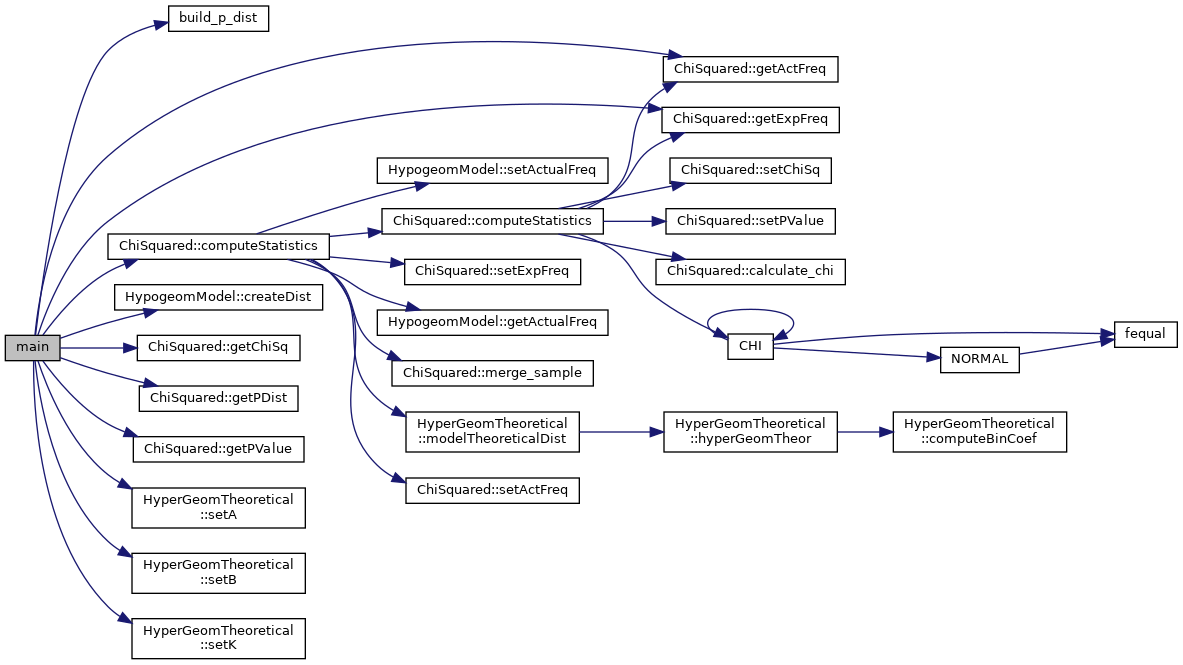 build_p_dist
ChiSquared::getActFreq
ChiSquared::getExpFreq
HypogeomModel::setActualFreq
ChiSquared::setChiSq
ChiSquared::computeStatistics
ChiSquared::setPValue
ChiSquared::computeStatistics
ChiSquared::setExpFreq
ChiSquared::calculate_chi
HypogeomModel::createDist
HypogeomModel::getActualFreq
main
ChiSquared::getChiSq
CHI
fequal
NORMAL
ChiSquared::merge_sample
ChiSquared::getPDist
HyperGeomTheoretical
::modelTheoreticalDist
HyperGeomTheoretical
::hyperGeomTheor
HyperGeomTheoretical
::computeBinCoef
ChiSquared::getPValue
ChiSquared::setActFreq
HyperGeomTheoretical
::setA
HyperGeomTheoretical
::setB
HyperGeomTheoretical
::setK